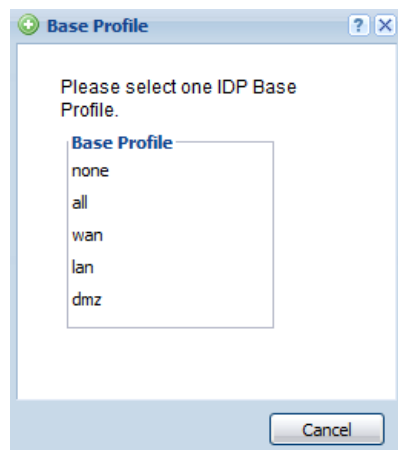 Base Profile
?
Please select one IDP Base
Profile.
Base Profile
none
all
wan
lan
dmz
Cancel